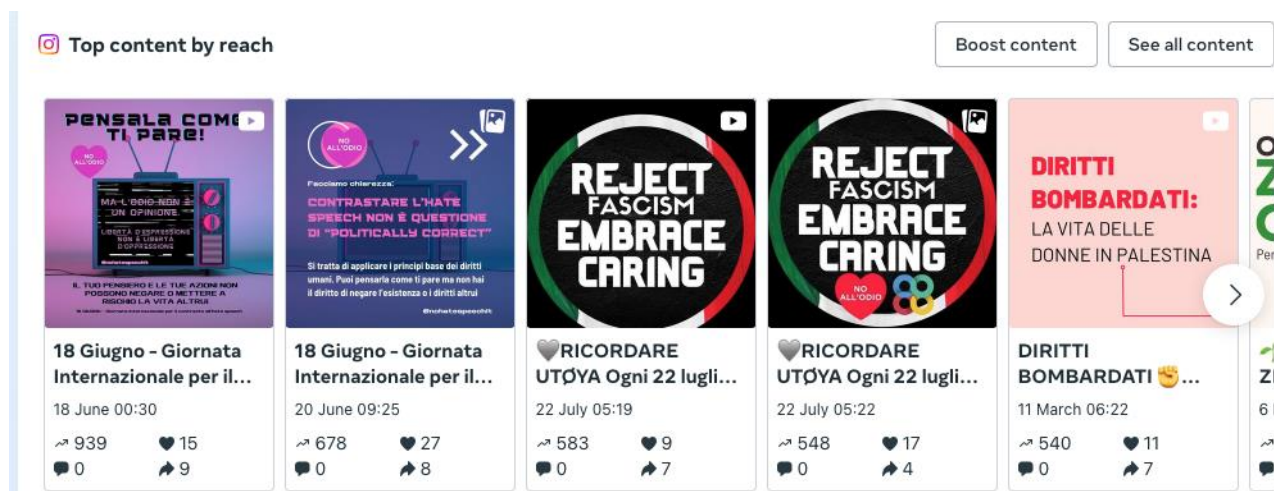 Top content by reach
Boost content
See all content
PENSALA COME
TI PARE!
NO
ALL'ODIO
MA L'ODIO NON È
UN OPINIONE.
LIBERTÀ D'ESPRESSIONE
NON È LIBERTÀ
D'OPPRESSIONE
@nohatespeechit
IL TUO PENSIERO E LE TUE AZIONI NON
POSSONO NEGARE O METTERE A
RISCHIO LA VITA ALTRUI
18 Giugno - Giornata
Internazionale per il...
18 June 00:30
939 15
0 9
NO
ALL'ODIO
Facciamo chiarezza:
CONTRASTARE L'HATE
SPEECH NON È QUESTIONE
DI "POLITICALLY CORRECT"
Si tratta di applicare i principi base dei diritti
umani. Puoi pensarla come ti pare ma non hai
il diritto di negare l'esistenza o i diritti altrui
@nohatespeechit
18 Giugno - Giornata
Internazionale per il...
20 June 09:25
678 27
0 8
REJECT
FASCISM
EMBRACE
CARING
🩶RICORDARE
UTØYA Ogni 22 lugli...
22 July 05:19
583 9
0 7
REJECT
FASCISM
EMBRACE
CARING
NO
ALL'ODIO
🩶RICORDARE
UTØYA Ogni 22 lugli...
22 July 05:22
548 17
0 4
DIRITTI
BOMBARDATI:
LA VITA DELLE
DONNE IN PALESTINA
DIRITTI
BOMBARDATI ✊...
11 March 06:22
540 11
0 7